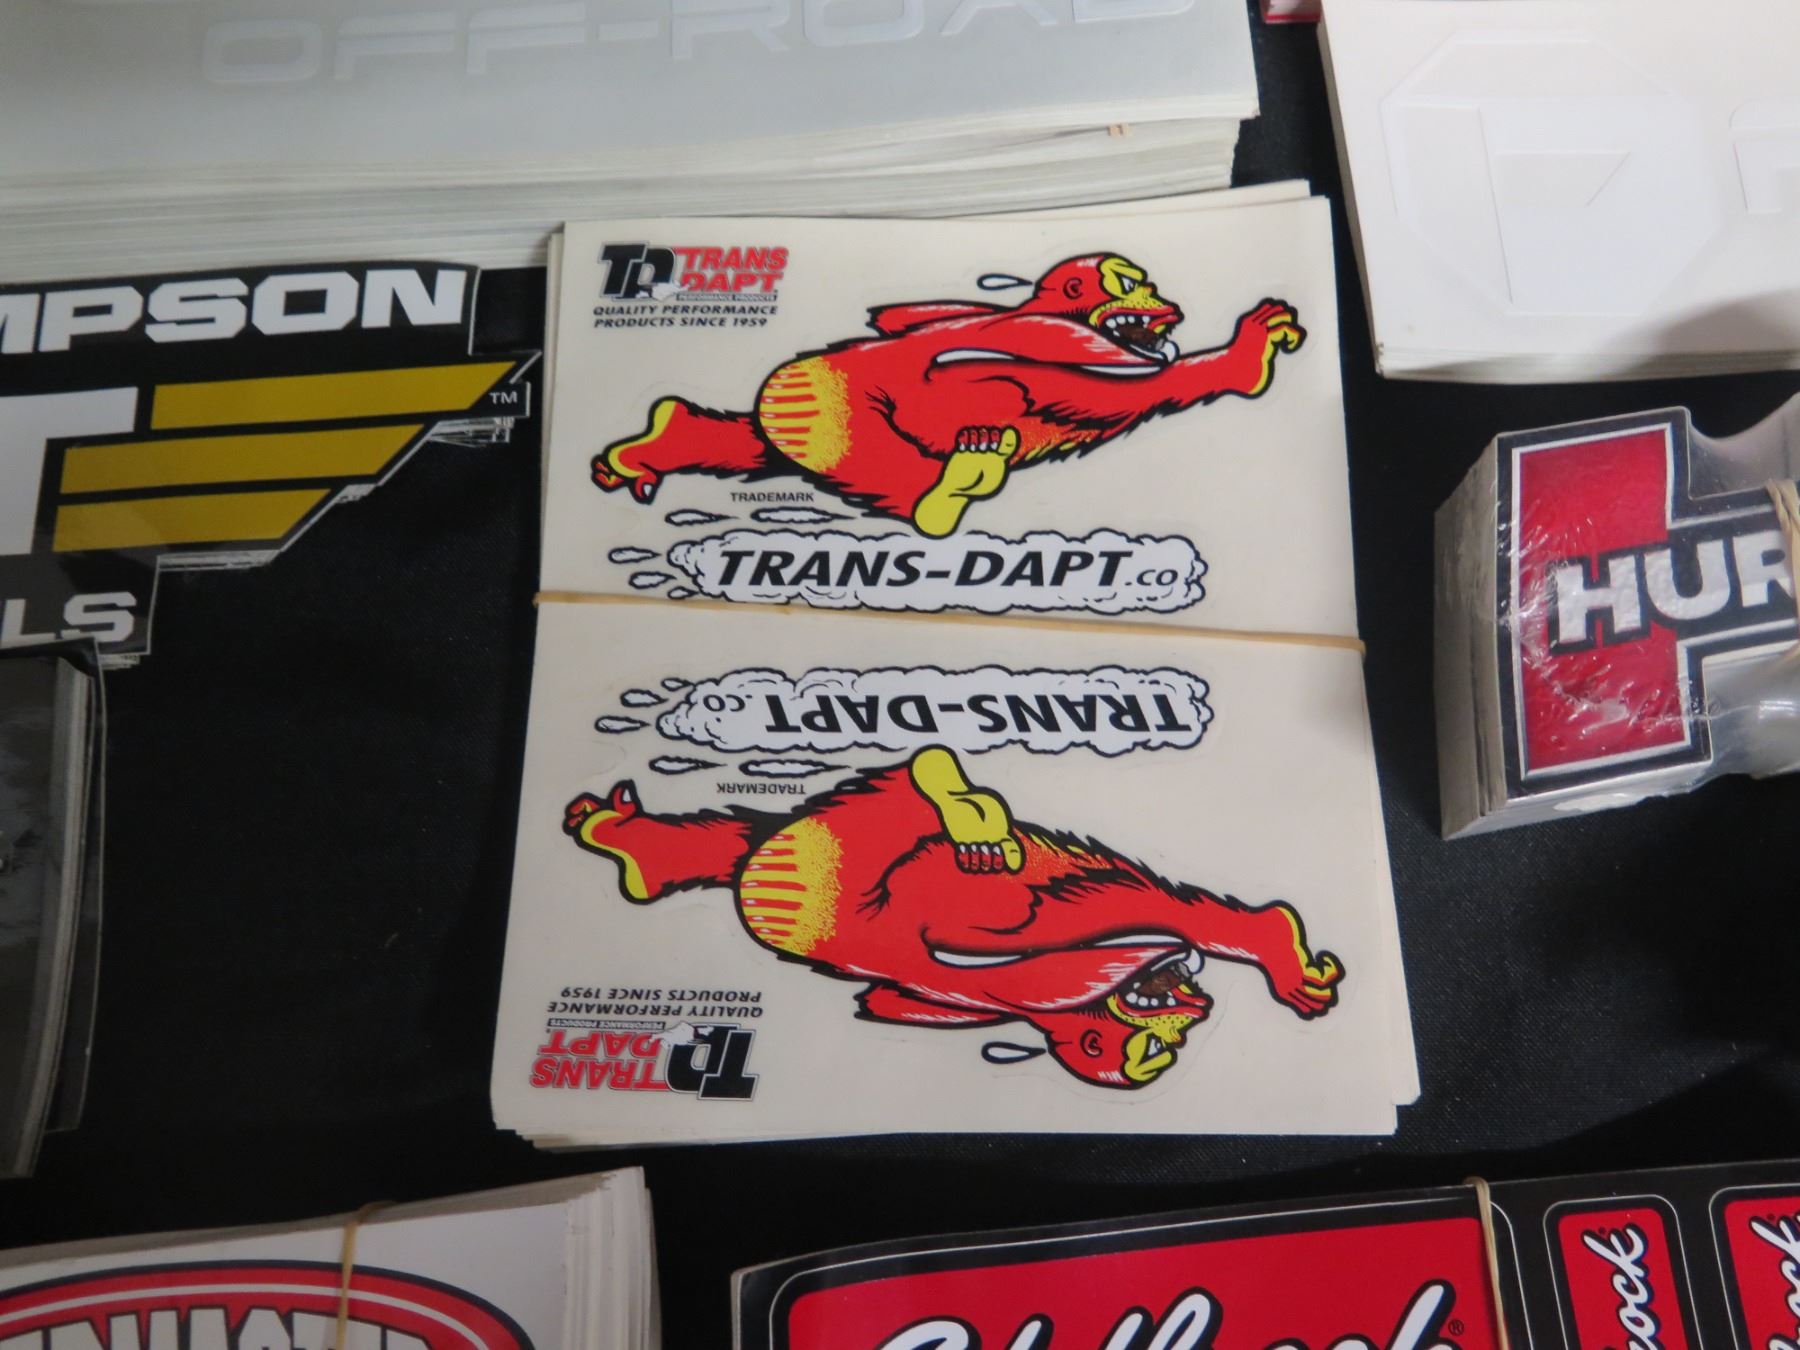 OFF-ROAD
MPSON
TM
LS
TD TRANS
DAPT
PERFORMANCE PRODUCTS
QUALITY PERFORMANCE
PRODUCTS SINCE 1959
TRADEMARK
TRANS-DAPT.CO
TRANS-DAPT.CO
TRADEMARK
QUALITY PERFORMANCE
PRODUCTS SINCE 1959
TD TRANS
DAPT
PERFORMANCE PRODUCTS
HUR
®